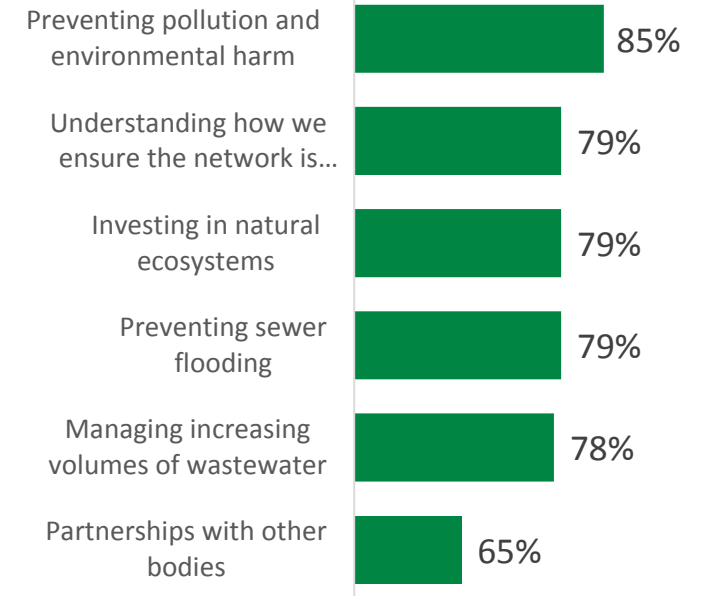 Preventing pollution and
environmental harm
85%
Understanding how we
ensure the network is...
79%
Investing in natural
ecosystems
79%
Preventing sewer
flooding
79%
Managing increasing
volumes of wastewater
78%
Partnerships with other
bodies
65%